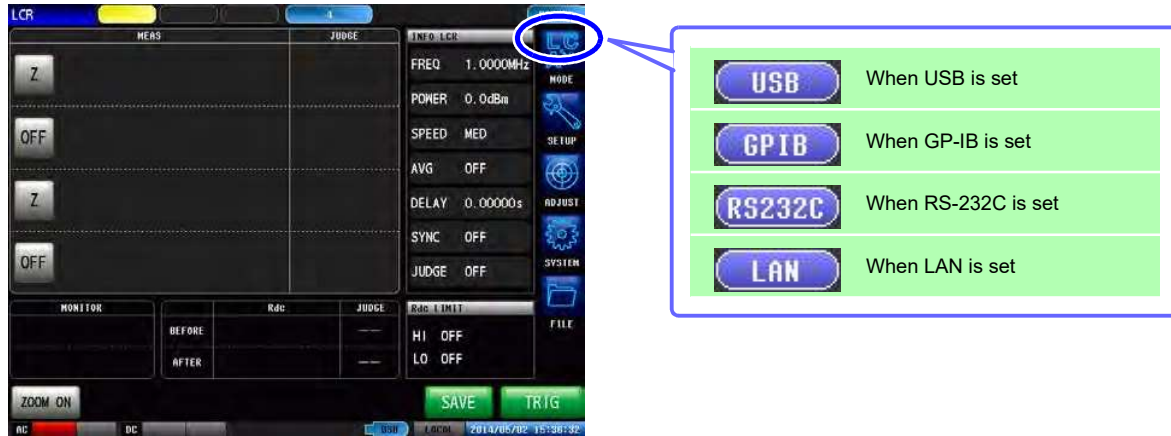 LCR
4
MEAS
JUDGE
INFO LCR
Z
OFF
Z
OFF
FREQ 1.0000MHz
POWER 0.0dBm
SPEED MED
AVG OFF
DELAY 0.00000s
SYNC OFF
JUDGE OFF
LC
MODE
SETUP
ADJUST
SYSTEM
FILE
MONITOR
Rdc
JUDGE
BEFORE
----
AFTER
----
Rdc LIMIT
HI OFF
LO OFF
ZOOM ON
SAVE
TRIG
AC
DC
USB
LOCAL
2014/05/02 15:36:32
USB When USB is set
GPIB When GP-IB is set
RS232C When RS-232C is set
LAN When LAN is set